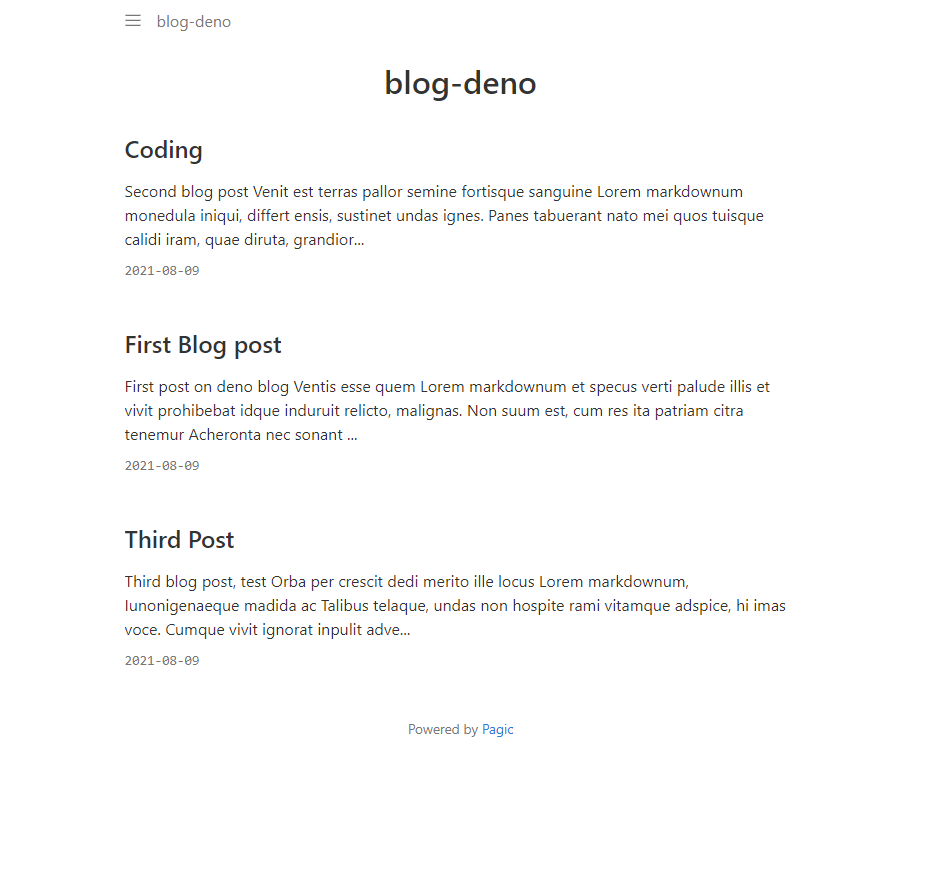 blog-deno
blog-deno
Coding
Second blog post Venit est terras pallor semine fortisque sanguine Lorem markdownum
monedula iniqui, differt ensis, sustinet undas ignes. Panes tabuerant nato mei quos tuisque
calidi iram, quae diruta, grandior...
2021-08-09
First Blog post
First post on deno blog Ventis esse quem Lorem markdownum et specus verti palude illis et
vivit prohibebat idque induruit relicto, malignas. Non suum est, cum res ita patriam citra
tenemur Acheronta nec sonant ...
2021-08-09
Third Post
Third blog post, test Orba per crescit dedi merito ille locus Lorem markdownum,
Iunonigenaeque madida ac Talibus telaque, undas non hospite rami vitamque adspice, hi imas
voce. Cumque vivit ignorat inpulit adve...
2021-08-09
Powered by Pagic